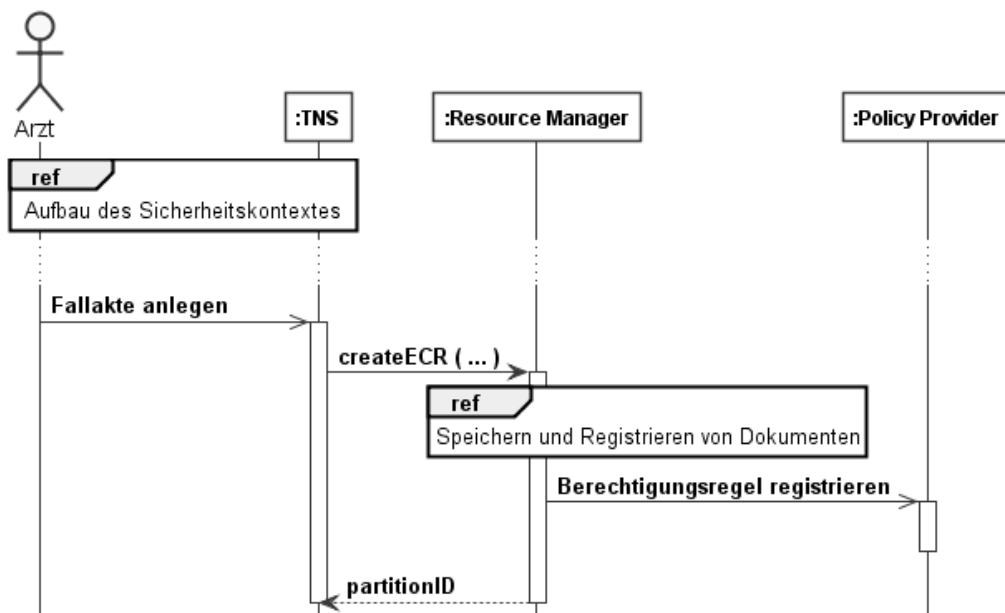 :TNS
:Resource Manager
:Policy Provider
Arzt
ref
Aufbau des Sicherheitskontextes
Fallakte anlegen
createECR ( ... )
ref
Speichern und Registrieren von Dokumenten
Berechtigungsregel registrieren
partitionID